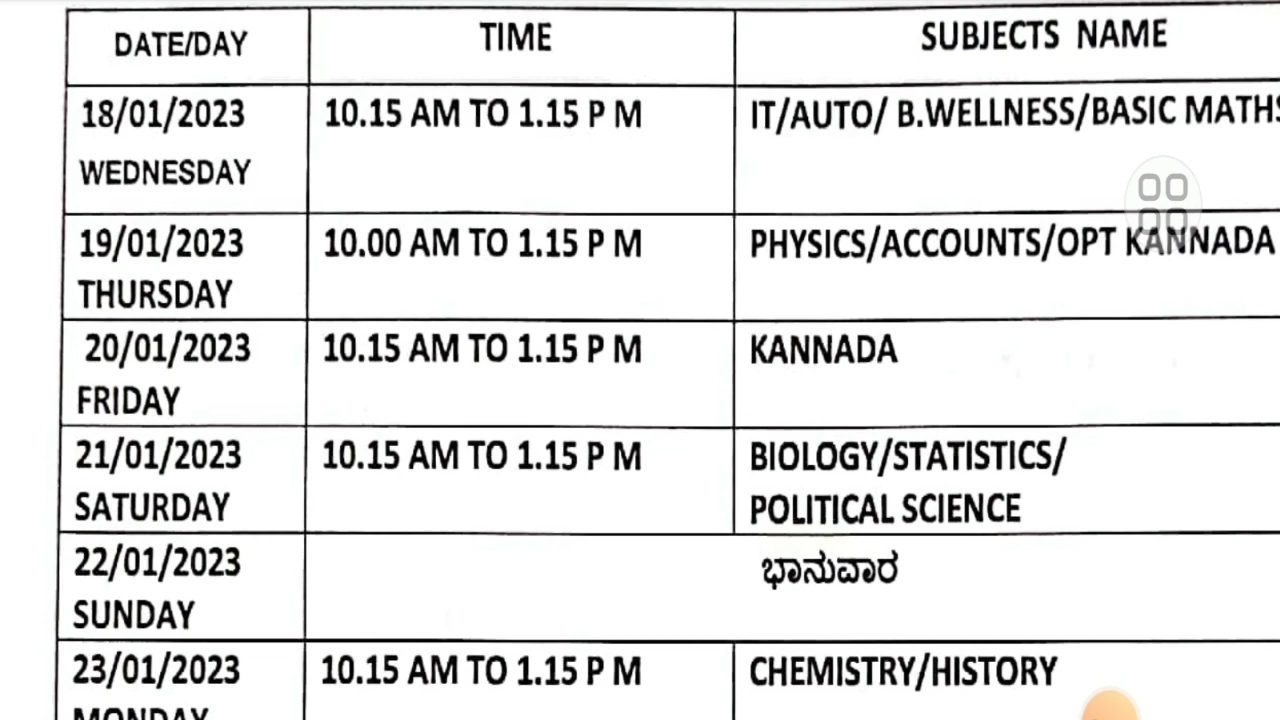 DATE/DAY TIME SUBJECTS NAME
18/01/2023 10.15 AM TO 1.15 P M IT/AUTO/ B.WELLNESS/BASIC MATHS
WEDNESDAY
19/01/2023 10.00 AM TO 1.15 P M PHYSICS/ACCOUNTS/OPT KANNADA
THURSDAY
20/01/2023 10.15 AM TO 1.15 P M KANNADA
FRIDAY
21/01/2023 10.15 AM TO 1.15 P M BIOLOGY/STATISTICS/
SATURDAY POLITICAL SCIENCE
22/01/2023 ಭಾನುವಾರ
SUNDAY
23/01/2023 10.15 AM TO 1.15 P M CHEMISTRY/HISTORY
MONDAY